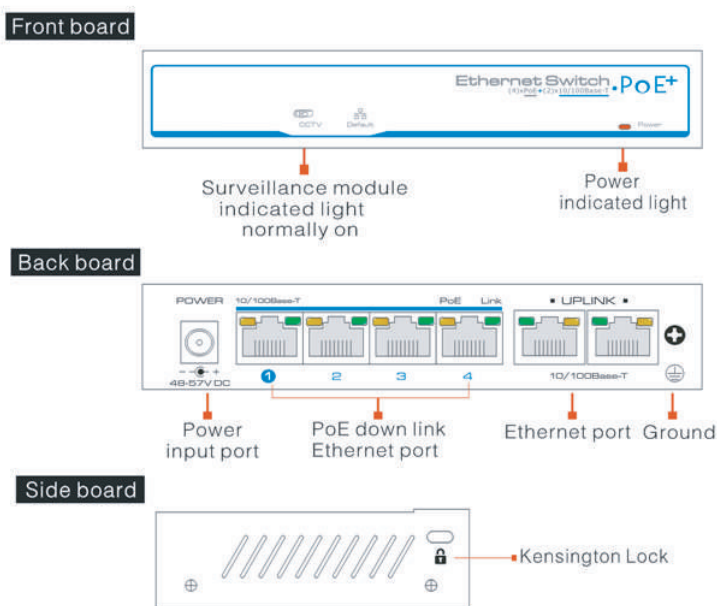 Front board
Ethernet Switch
(4)×PoE+(2)×10/100Base-T
•PoE+
CCTV
Default
Power
Surveillance module
indicated light
normally on
Power
indicated light
Back board
POWER
10/100Base-T
PoE
Link
▪ UPLINK ▪
- +
48-57V DC
1
2
3
4
10/100Base-T
Power
input port
PoE down link
Ethernet port
Ethernet port
Ground
Side board
Kensington Lock